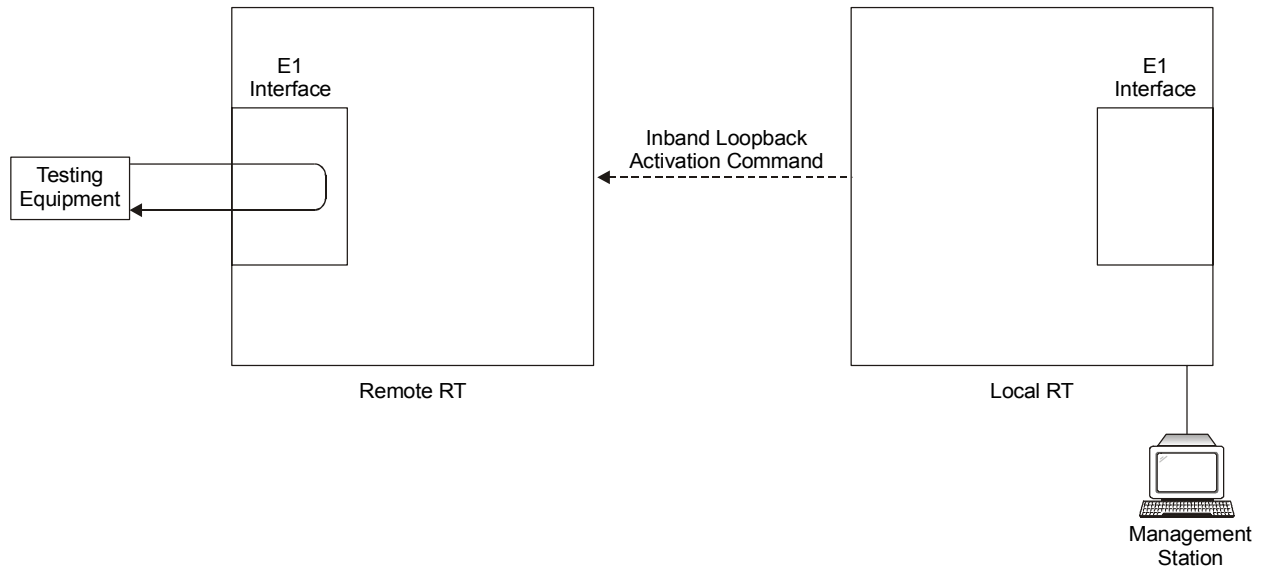 E1
Interface
E1
Interface
Inband Loopback
Activation Command
Testing
Equipment
Remote RT
Local RT
Management
Station